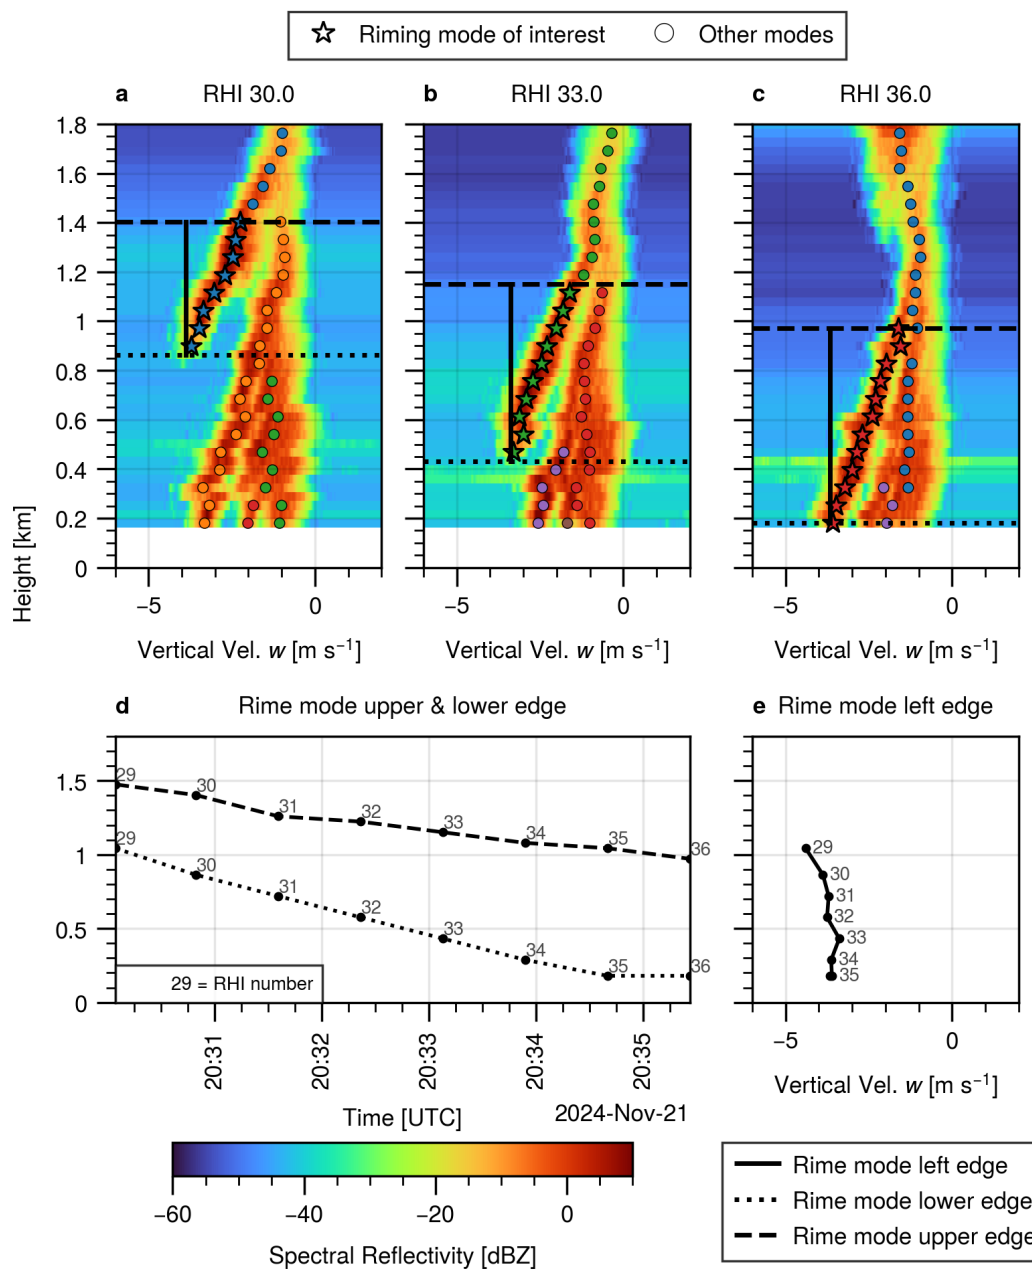 Riming mode of interest
Other modes
a RHI 30.0
b RHI 33.0
c RHI 36.0
1.8
1.6
1.4
1.2
1
0.8
0.6
0.4
0.2
0
Height [km]
−5 0
−5 0
−5 0
Vertical Vel. w [m s⁻¹]
Vertical Vel. w [m s⁻¹]
Vertical Vel. w [m s⁻¹]
d Rime mode upper & lower edge
e Rime mode left edge
1.5
1
0.5
0
29
30
31
32
33
34
35
36
29
30
31
32
33
34
35
36
29 = RHI number
20:31
20:32
20:33
20:34
20:35
Time [UTC]
2024-Nov-21
29
30
31
32
33
34
35
−5 0
Vertical Vel. w [m s⁻¹]
−60 −40 −20 0
Spectral Reflectivity [dBZ]
Rime mode left edge
Rime mode lower edge
Rime mode upper edge